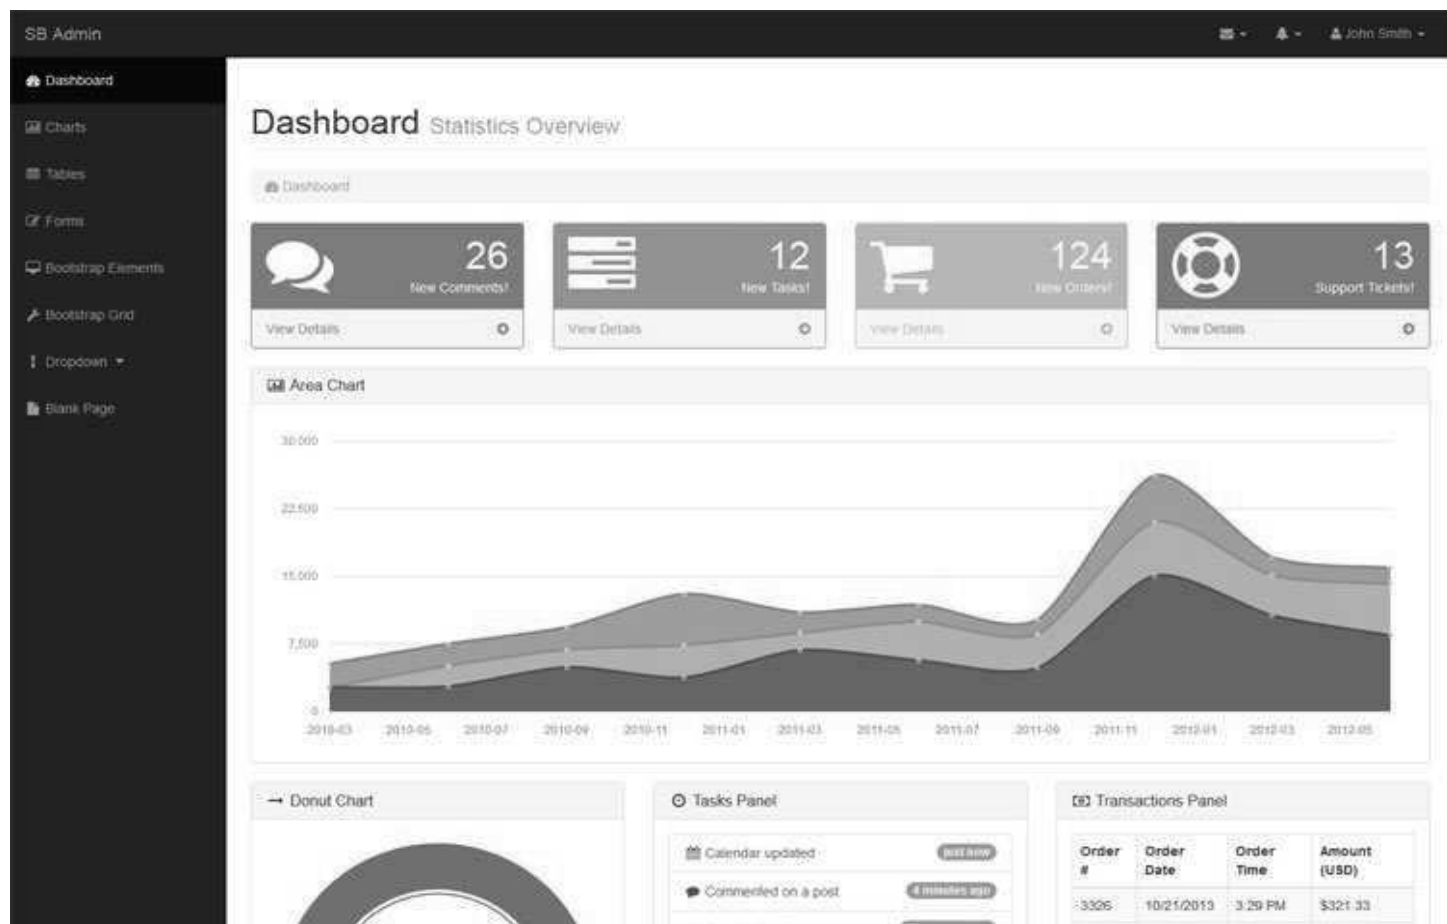 SB Admin
John Smith
Dashboard
Charts
Tables
Forms
Bootstrap Elements
Bootstrap Grid
Dropdown
Blank Page
Dashboard Statistics Overview
Dashboard
26
New Comments!
View Details
12
New Tasks!
View Details
124
New Orders!
View Details
13
Support Tickets!
View Details
Area Chart
30,000
22,500
15,000
7,500
0
2010-03 2010-05 2010-07 2010-09 2010-11 2011-01 2011-03 2011-05 2011-07 2011-09 2011-11 2012-01 2012-03 2012-05
Donut Chart
Tasks Panel
Calendar updated just now
Commented on a post 4 minutes ago
Transactions Panel
Order # Order Date Order Time Amount (USD)
3326 10/21/2013 3:29 PM $321.33